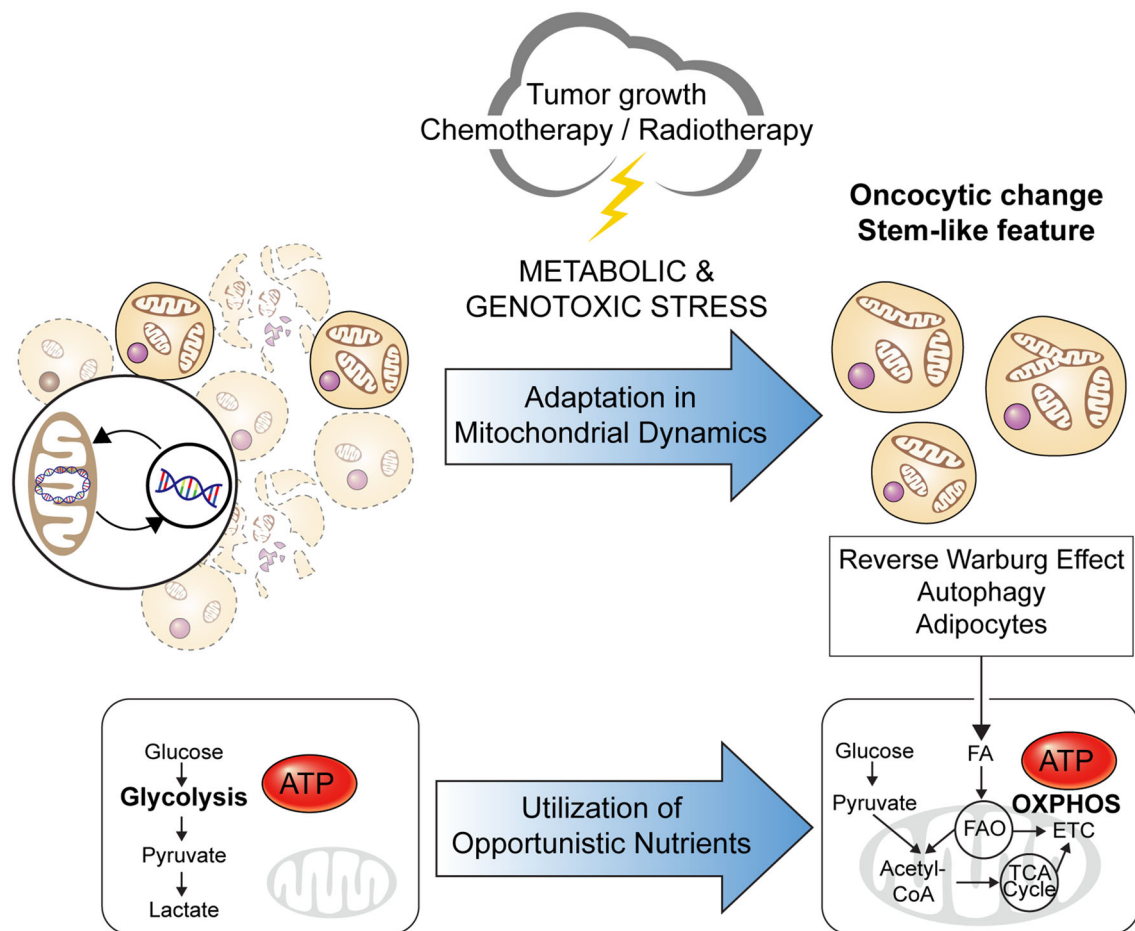 Tumor growth
Chemotherapy / Radiotherapy
Oncocytic change
Stem-like feature
METABOLIC &
GENOTOXIC STRESS
Adaptation in
Mitochondrial Dynamics
Reverse Warburg Effect
Autophagy
Adipocytes
Glucose
Glycolysis
Pyruvate
Lactate
ATP
Utilization of
Opportunistic Nutrients
Glucose
Pyruvate
Acetyl-
CoA
FA
FAO
TCA
Cycle
ATP
OXPHOS
ETC